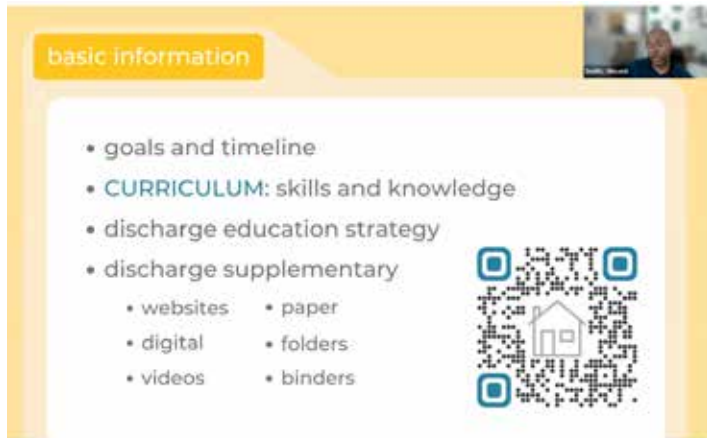 basic information
• goals and timeline
• CURRICULUM: skills and knowledge
• discharge education strategy
• discharge supplementary
• websites • paper
• digital • folders
• videos • binders